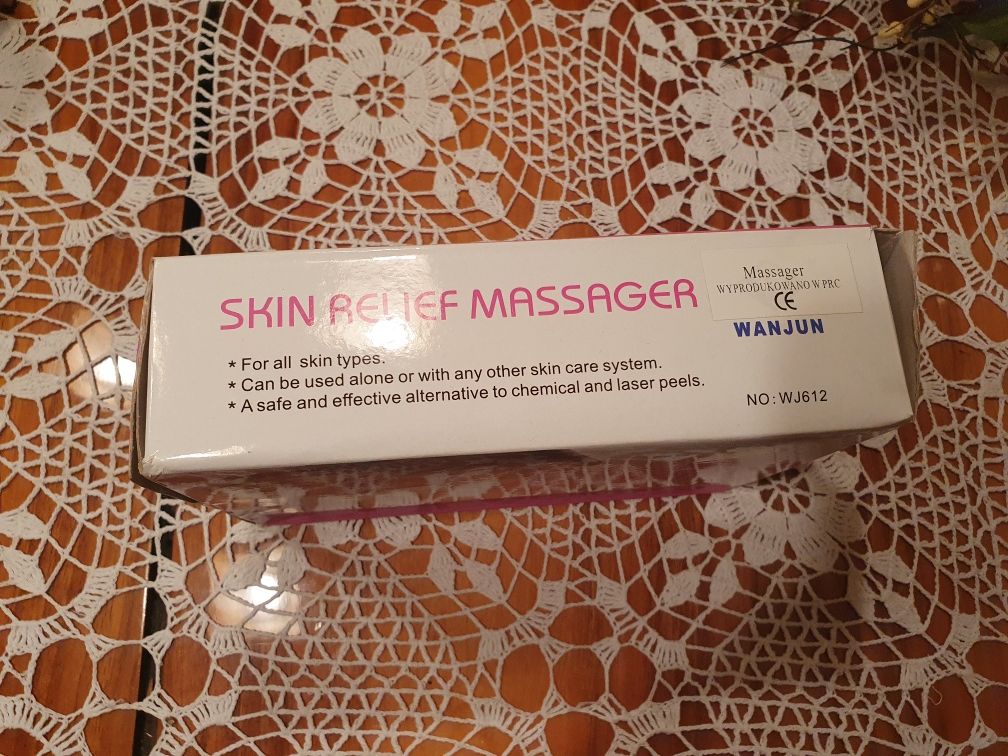 SKIN RELIEF MASSAGER
* For all skin types.
* Can be used alone or with any other skin care system.
* A safe and effective alternative to chemical and laser peels.
Massager
WYPRODUKOWANO W PRC
CE
WANJUN
NO: WJ612